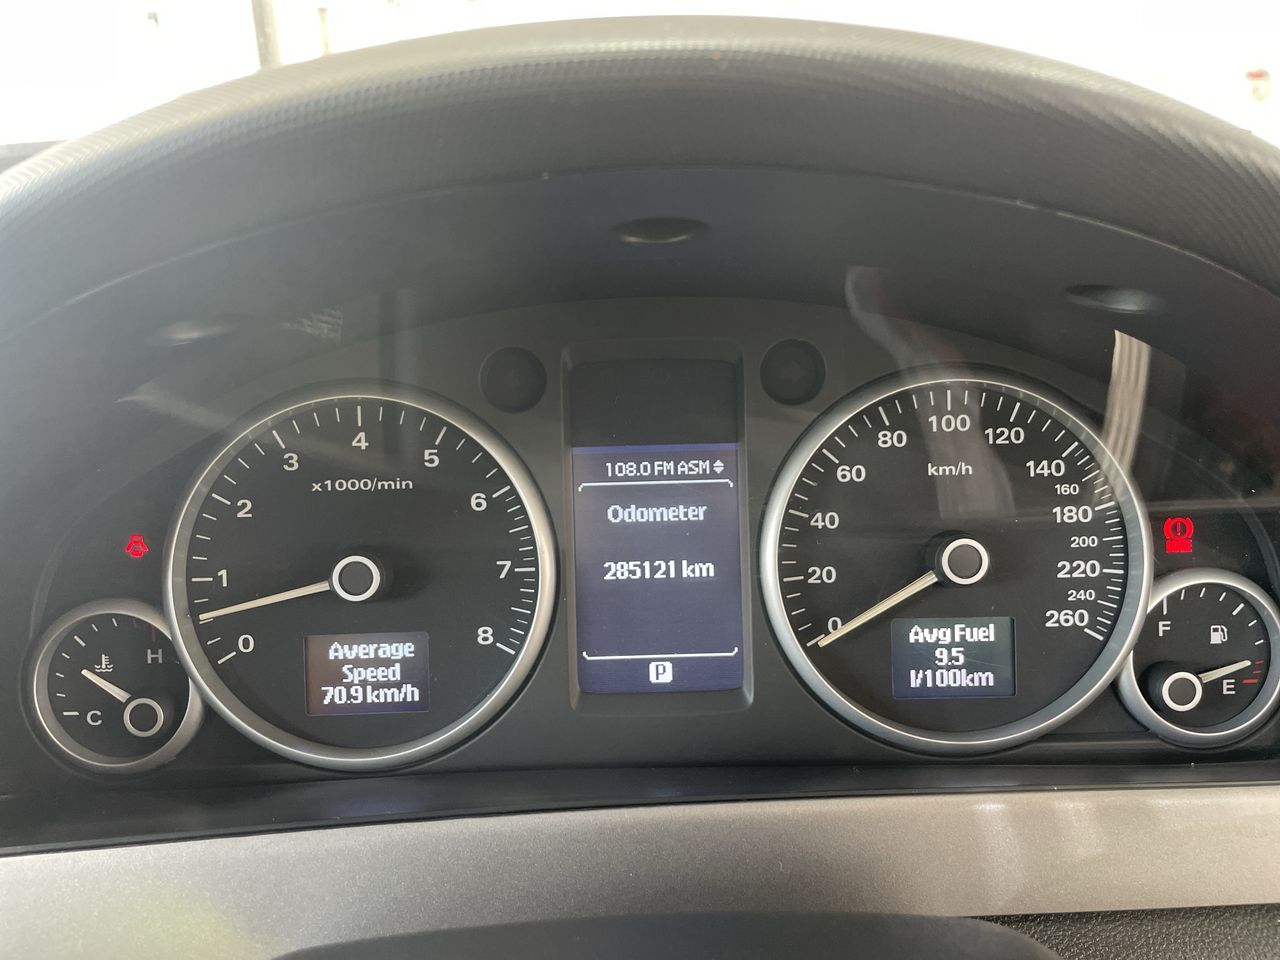 108.0 FM ASM
Odometer
285121 km
P
x1000/min
0
1
2
3
4
5
6
7
8
Average
Speed
70.9 km/h
C
H
km/h
0
20
40
60
80
100
120
140
160
180
200
220
240
260
Avg Fuel
9.5
l/100km
F
E